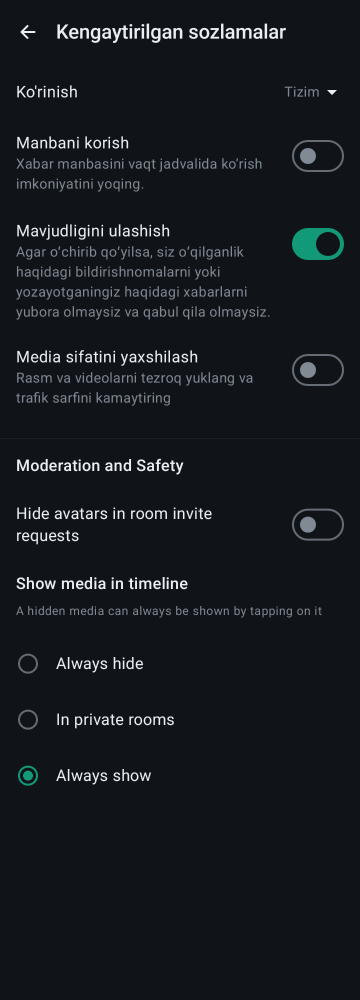 Kengaytirilgan sozlamalar
Ko'rinish
Tizim
Manbani korish
Xabar manbasini vaqt jadvalida ko‘rish
imkoniyatini yoqing.
Mavjudligini ulashish
Agar o‘chirib qo‘yilsa, siz o‘qilganlik
haqidagi bildirishnomalarni yoki
yozayotganingiz haqidagi xabarlarni
yubora olmaysiz va qabul qila olmaysiz.
Media sifatini yaxshilash
Rasm va videolarni tezroq yuklang va
trafik sarfini kamaytiring
Moderation and Safety
Hide avatars in room invite
requests
Show media in timeline
A hidden media can always be shown by tapping on it
Always hide
In private rooms
Always show